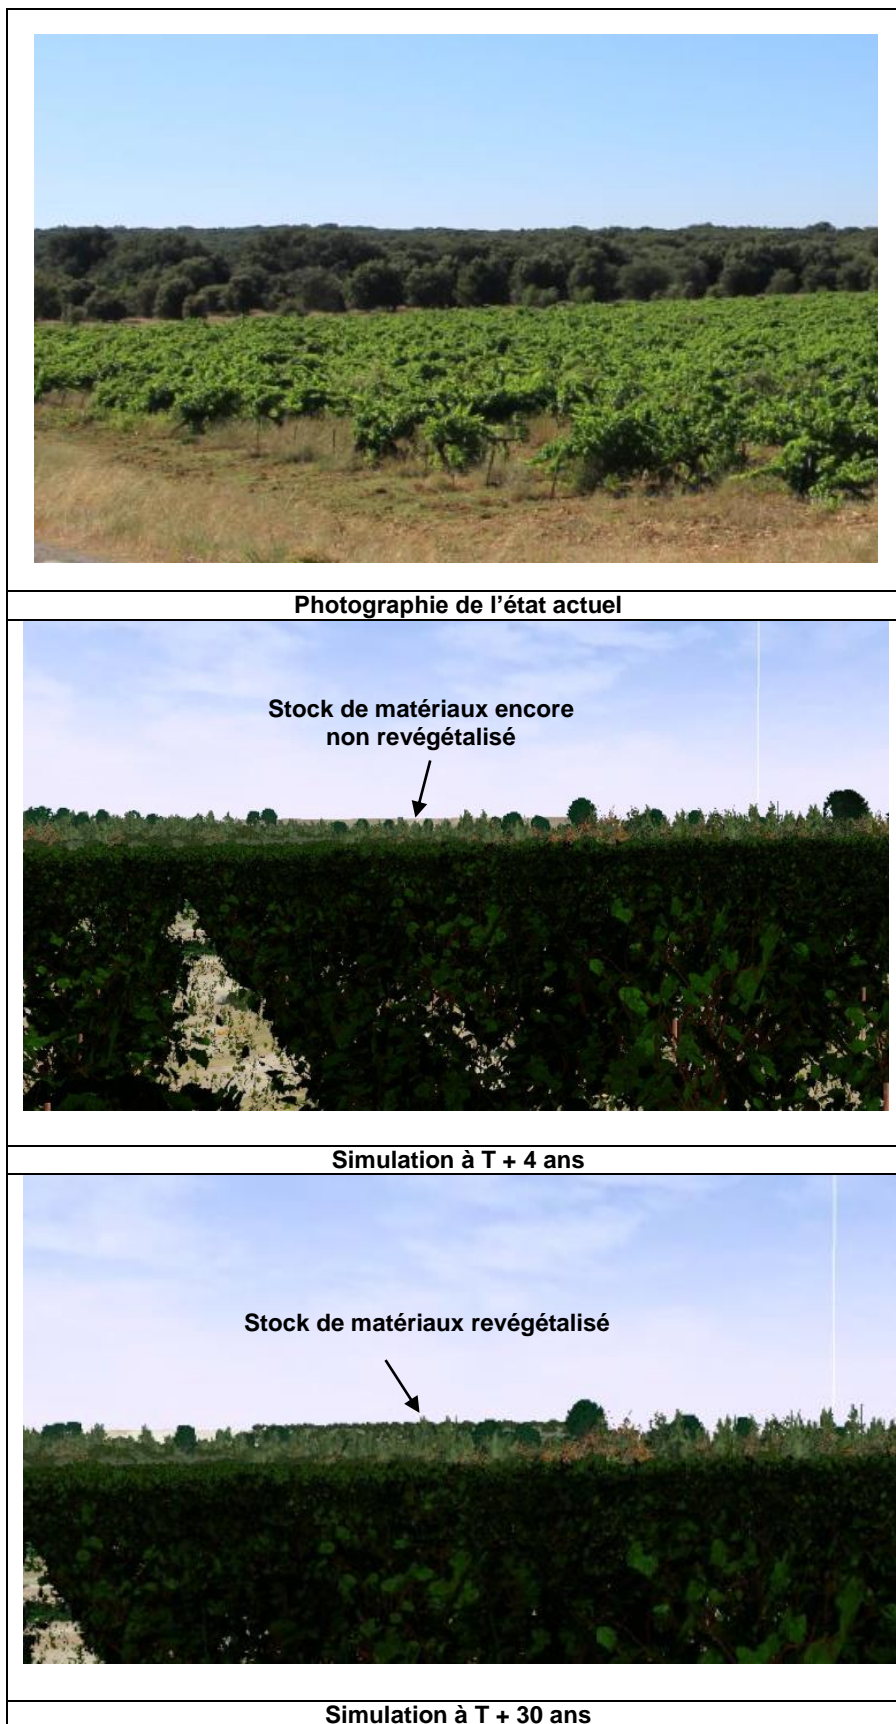 Photographie de l'état actuel
Stock de matériaux encore
non revégétalisé
Simulation à T + 4 ans
Stock de matériaux revégétalisé
Simulation à T + 30 ans